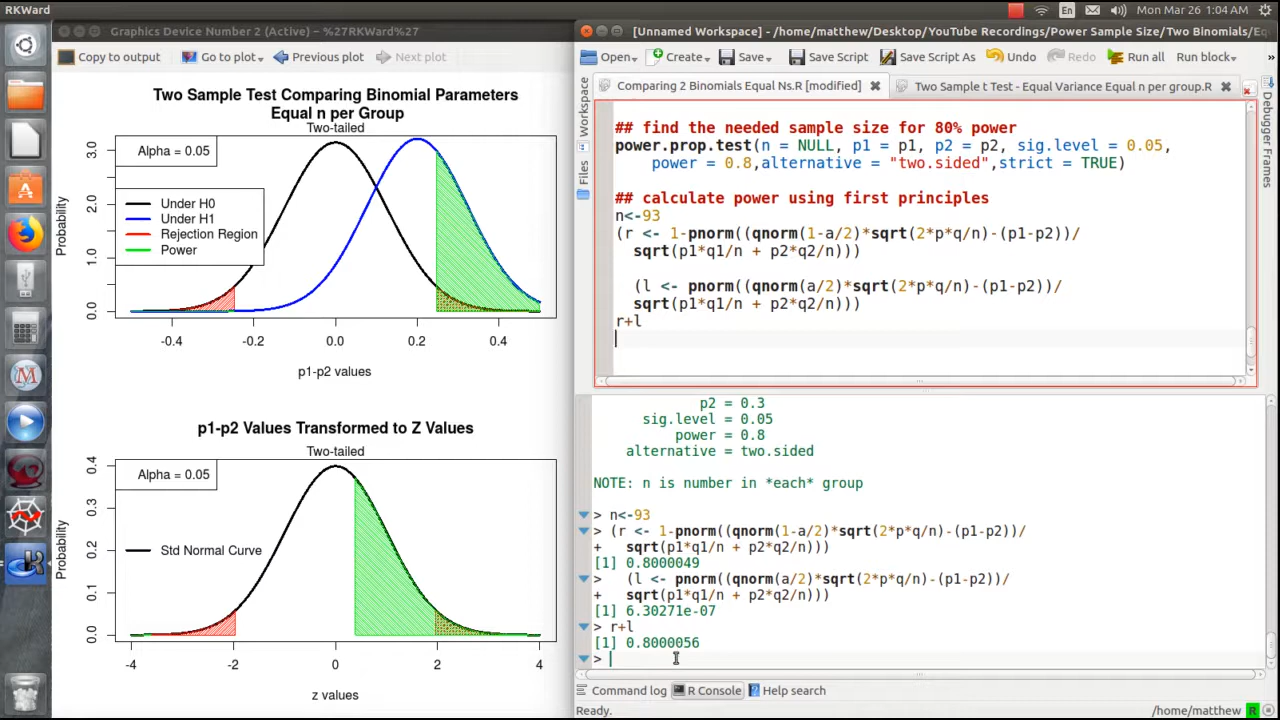 RKWard
En
Mon Mar 26 1:04 AM
Graphics Device Number 2 (Active) – %27RKWard%27
Copy to output
Go to plot
Previous plot
Next plot
Two Sample Test Comparing Binomial Parameters
Equal n per Group
Two-tailed
Alpha = 0.05
Under H0
Under H1
Rejection Region
Power
Probability
0.0
1.0
2.0
3.0
-0.4
-0.2
0.0
0.2
0.4
p1-p2 values
p1-p2 Values Transformed to Z Values
Two-tailed
Alpha = 0.05
Std Normal Curve
Probability
0.0
0.1
0.2
0.3
0.4
-4
-2
0
2
4
z values
[Unnamed Workspace] - /home/matthew/Desktop/YouTube Recordings/Power Sample Size/Two Binomials/Eq
Open
Create
Save
Save Script
Save Script As
Undo
Redo
Run all
Run block
»
Comparing 2 Binomials Equal Ns.R [modified]
Two Sample t Test - Equal Variance Equal n per group.R
Workspace
Files
Debugger Frames
## find the needed sample size for 80% power
power.prop.test(n = NULL, p1 = p1, p2 = p2, sig.level = 0.05,
power = 0.8,alternative = "two.sided",strict = TRUE)
## calculate power using first principles
n<-93
(r <- 1-pnorm((qnorm(1-a/2)*sqrt(2*p*q/n)-(p1-p2))/
sqrt(p1*q1/n + p2*q2/n)))
(l <- pnorm((qnorm(a/2)*sqrt(2*p*q/n)-(p1-p2))/
sqrt(p1*q1/n + p2*q2/n)))
r+l
p2 = 0.3
sig.level = 0.05
power = 0.8
alternative = two.sided
NOTE: n is number in *each* group
> n<-93
> (r <- 1-pnorm((qnorm(1-a/2)*sqrt(2*p*q/n)-(p1-p2))/
+ sqrt(p1*q1/n + p2*q2/n)))
[1] 0.8000049
> (l <- pnorm((qnorm(a/2)*sqrt(2*p*q/n)-(p1-p2))/
+ sqrt(p1*q1/n + p2*q2/n)))
[1] 6.30271e-07
> r+l
[1] 0.8000056
>
Command log
R Console
Help search
Ready.
/home/matthew
R